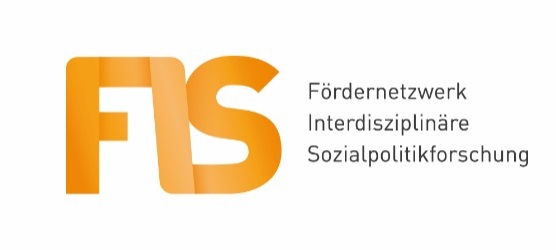 FIS
Fördernetzwerk
Interdisziplinäre
Sozialpolitikforschung